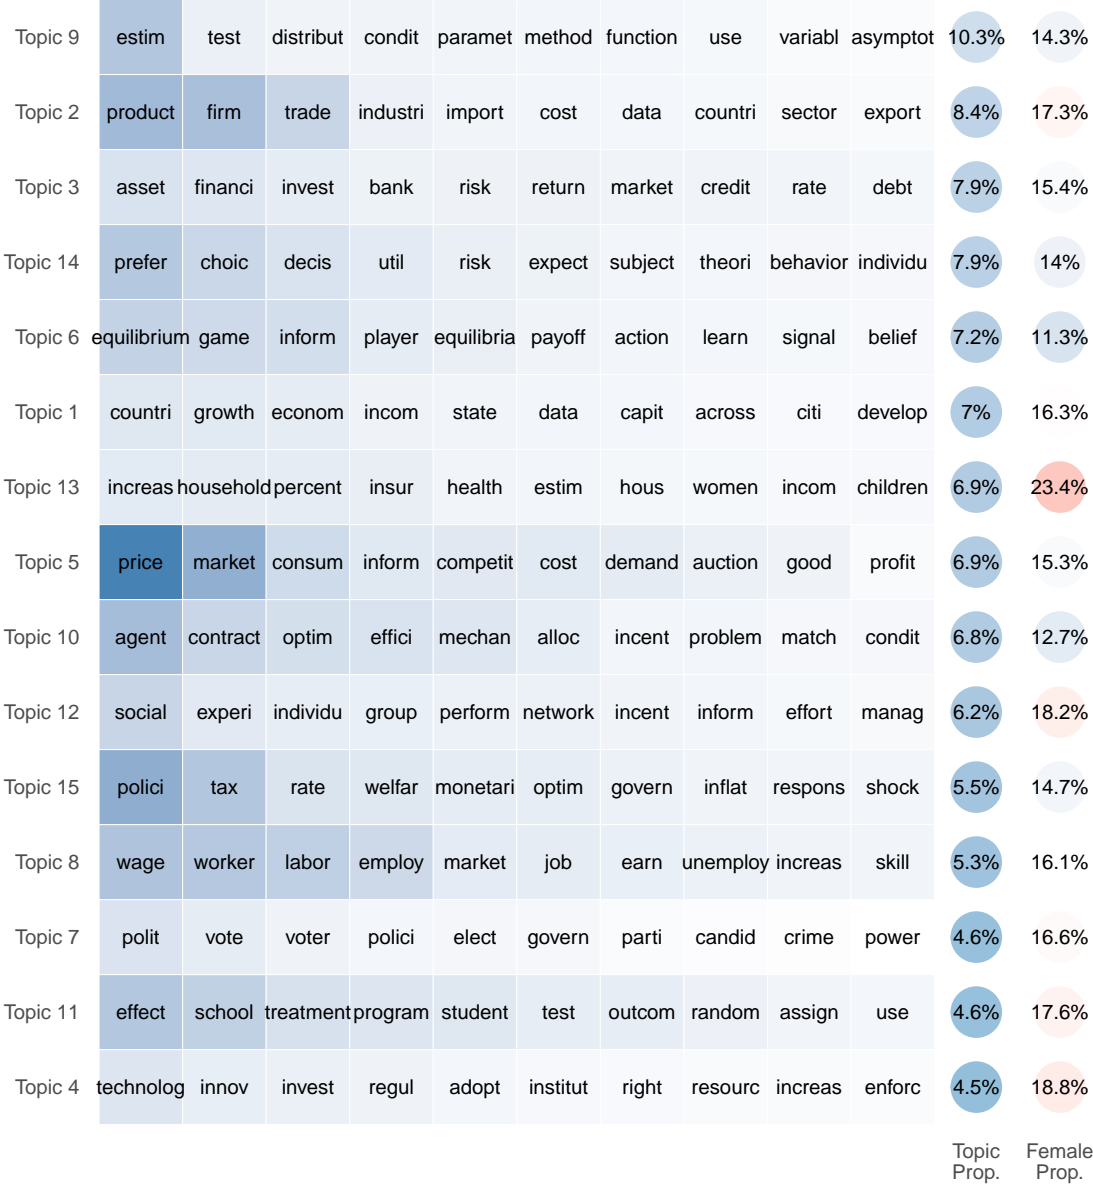 Topic 9 estim test distribut condit paramet method function use variabl asymptot 10.3% 14.3%
Topic 2 product firm trade industri import cost data countri sector export 8.4% 17.3%
Topic 3 asset financi invest bank risk return market credit rate debt 7.9% 15.4%
Topic 14 prefer choic decis util risk expect subject theori behavior individu 7.9% 14%
Topic 6 equilibrium game inform player equilibria payoff action learn signal belief 7.2% 11.3%
Topic 1 countri growth econom incom state data capit across citi develop 7% 16.3%
Topic 13 increas household percent insur health estim hous women incom children 6.9% 23.4%
Topic 5 price market consum inform competit cost demand auction good profit 6.9% 15.3%
Topic 10 agent contract optim effici mechan alloc incent problem match condit 6.8% 12.7%
Topic 12 social experi individu group perform network incent inform effort manag 6.2% 18.2%
Topic 15 polici tax rate welfar monetari optim govern inflat respons shock 5.5% 14.7%
Topic 8 wage worker labor employ market job earn unemploy increas skill 5.3% 16.1%
Topic 7 polit vote voter polici elect govern parti candid crime power 4.6% 16.6%
Topic 11 effect school treatment program student test outcom random assign use 4.6% 17.6%
Topic 4 technolog innov invest regul adopt institut right resourc increas enforc 4.5% 18.8%
Topic Female
Prop. Prop.